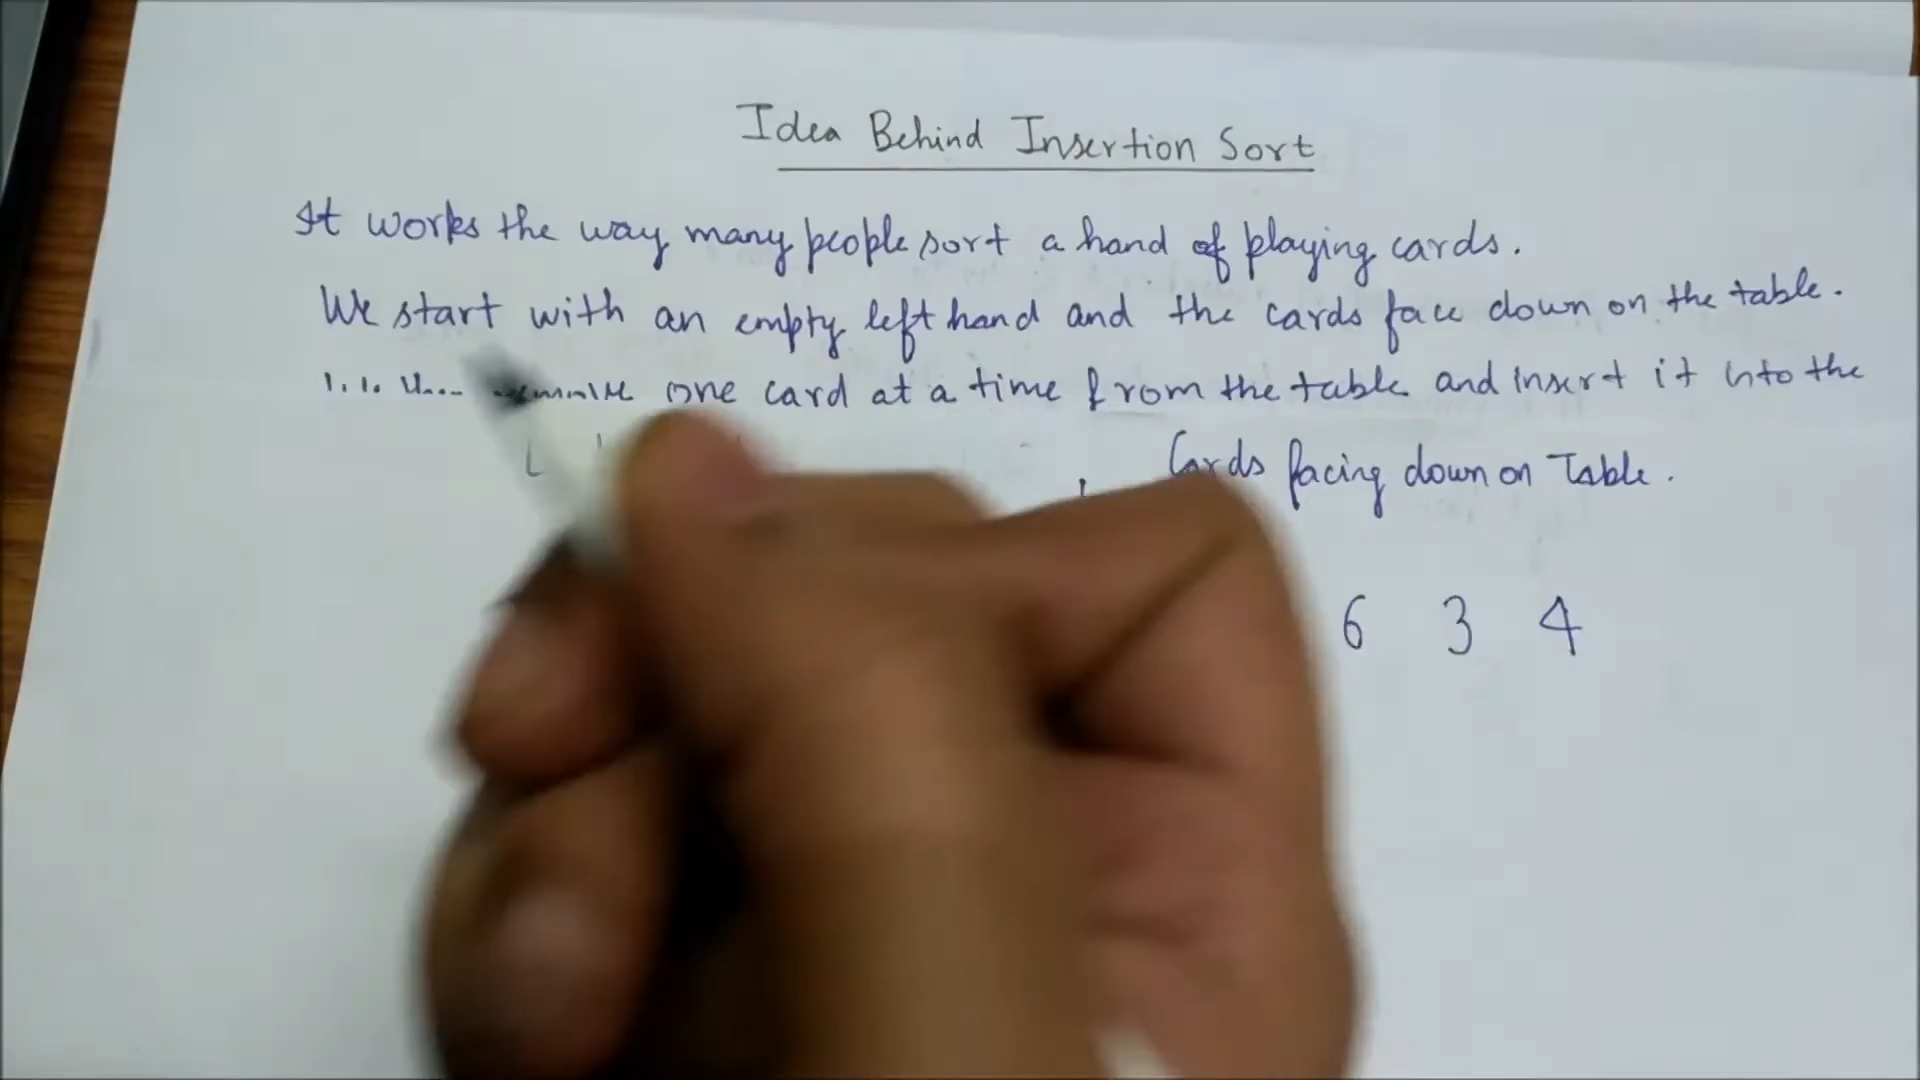 Idea Behind Insertion Sort
It works the way many people sort a hand of playing cards.
We start with an empty left hand and the cards face down on the table.
one card at a time from the table and insert it into the
Cards facing down on Table.
6 3 4